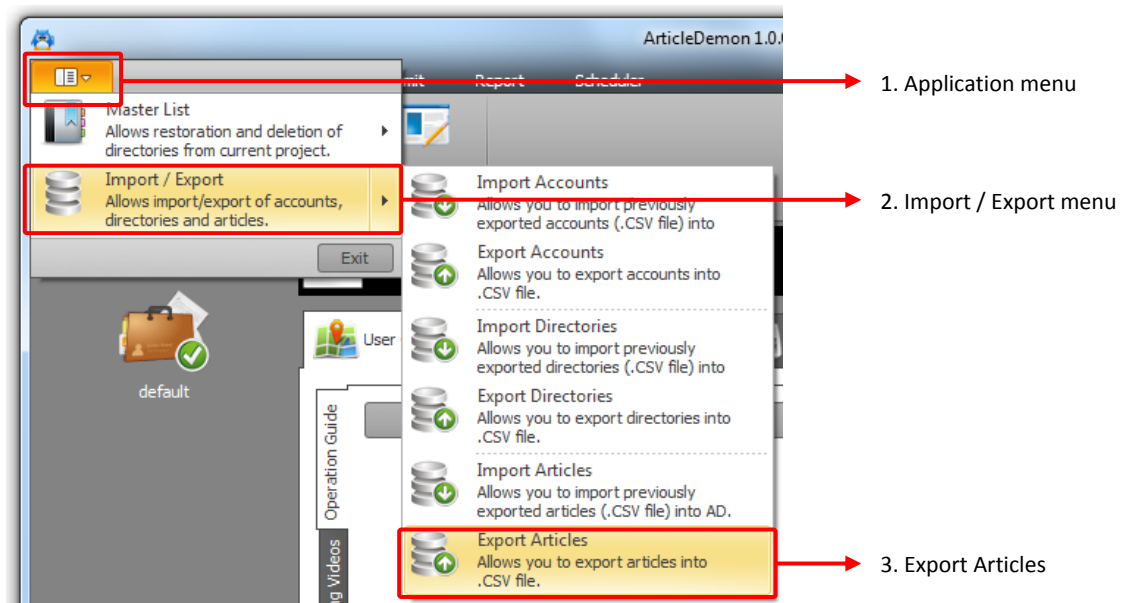 ArticleDemon 1.0.
Report
Scheduler
1. Application menu
Master List
Allows restoration and deletion of
directories from current project.
Import / Export
Allows import/export of accounts,
directories and articles.
2. Import / Export menu
Exit
Import Accounts
Allows you to import previously
exported accounts (.CSV file) into
Export Accounts
Allows you to export accounts into
.CSV file.
Import Directories
Allows you to import previously
exported directories (.CSV file) into
Export Directories
Allows you to export directories into
.CSV file.
Import Articles
Allows you to import previously
exported articles (.CSV file) into AD.
Export Articles
Allows you to export articles into
.CSV file.
3. Export Articles
default
User
Operation Guide
ng Videos